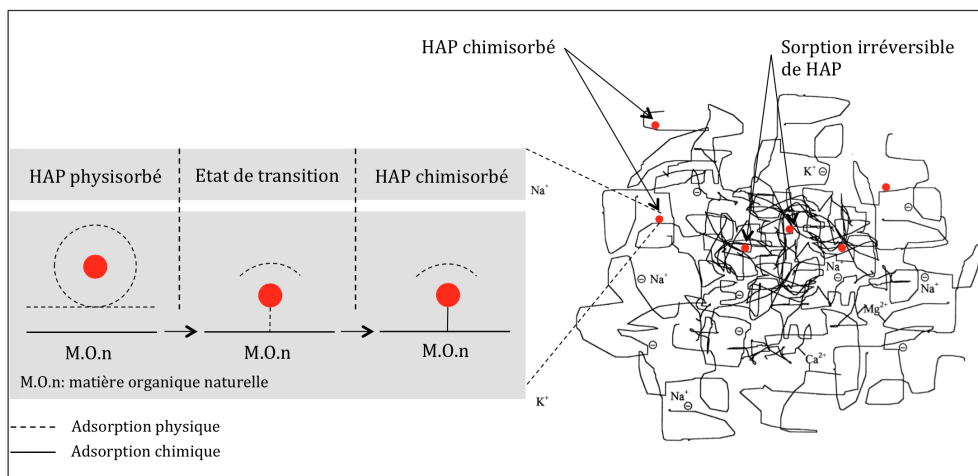 HAP chimisorbé
Sorption irréversible
de HAP
HAP physisorbé
Etat de transition
HAP chimisorbé
M.O.n
M.O.n
M.O.n
M.O.n: matière organique naturelle
Adsorption physique
Adsorption chimique
Na⁺
K⁺
K⁺ ⊖
⊖
⊖
⊖ Na⁺
Na⁺
⊖
⊖
Na⁺
⊖
Mg²⁺
⊖
⊖
⊖
Ca²⁺
Na⁺
⊖